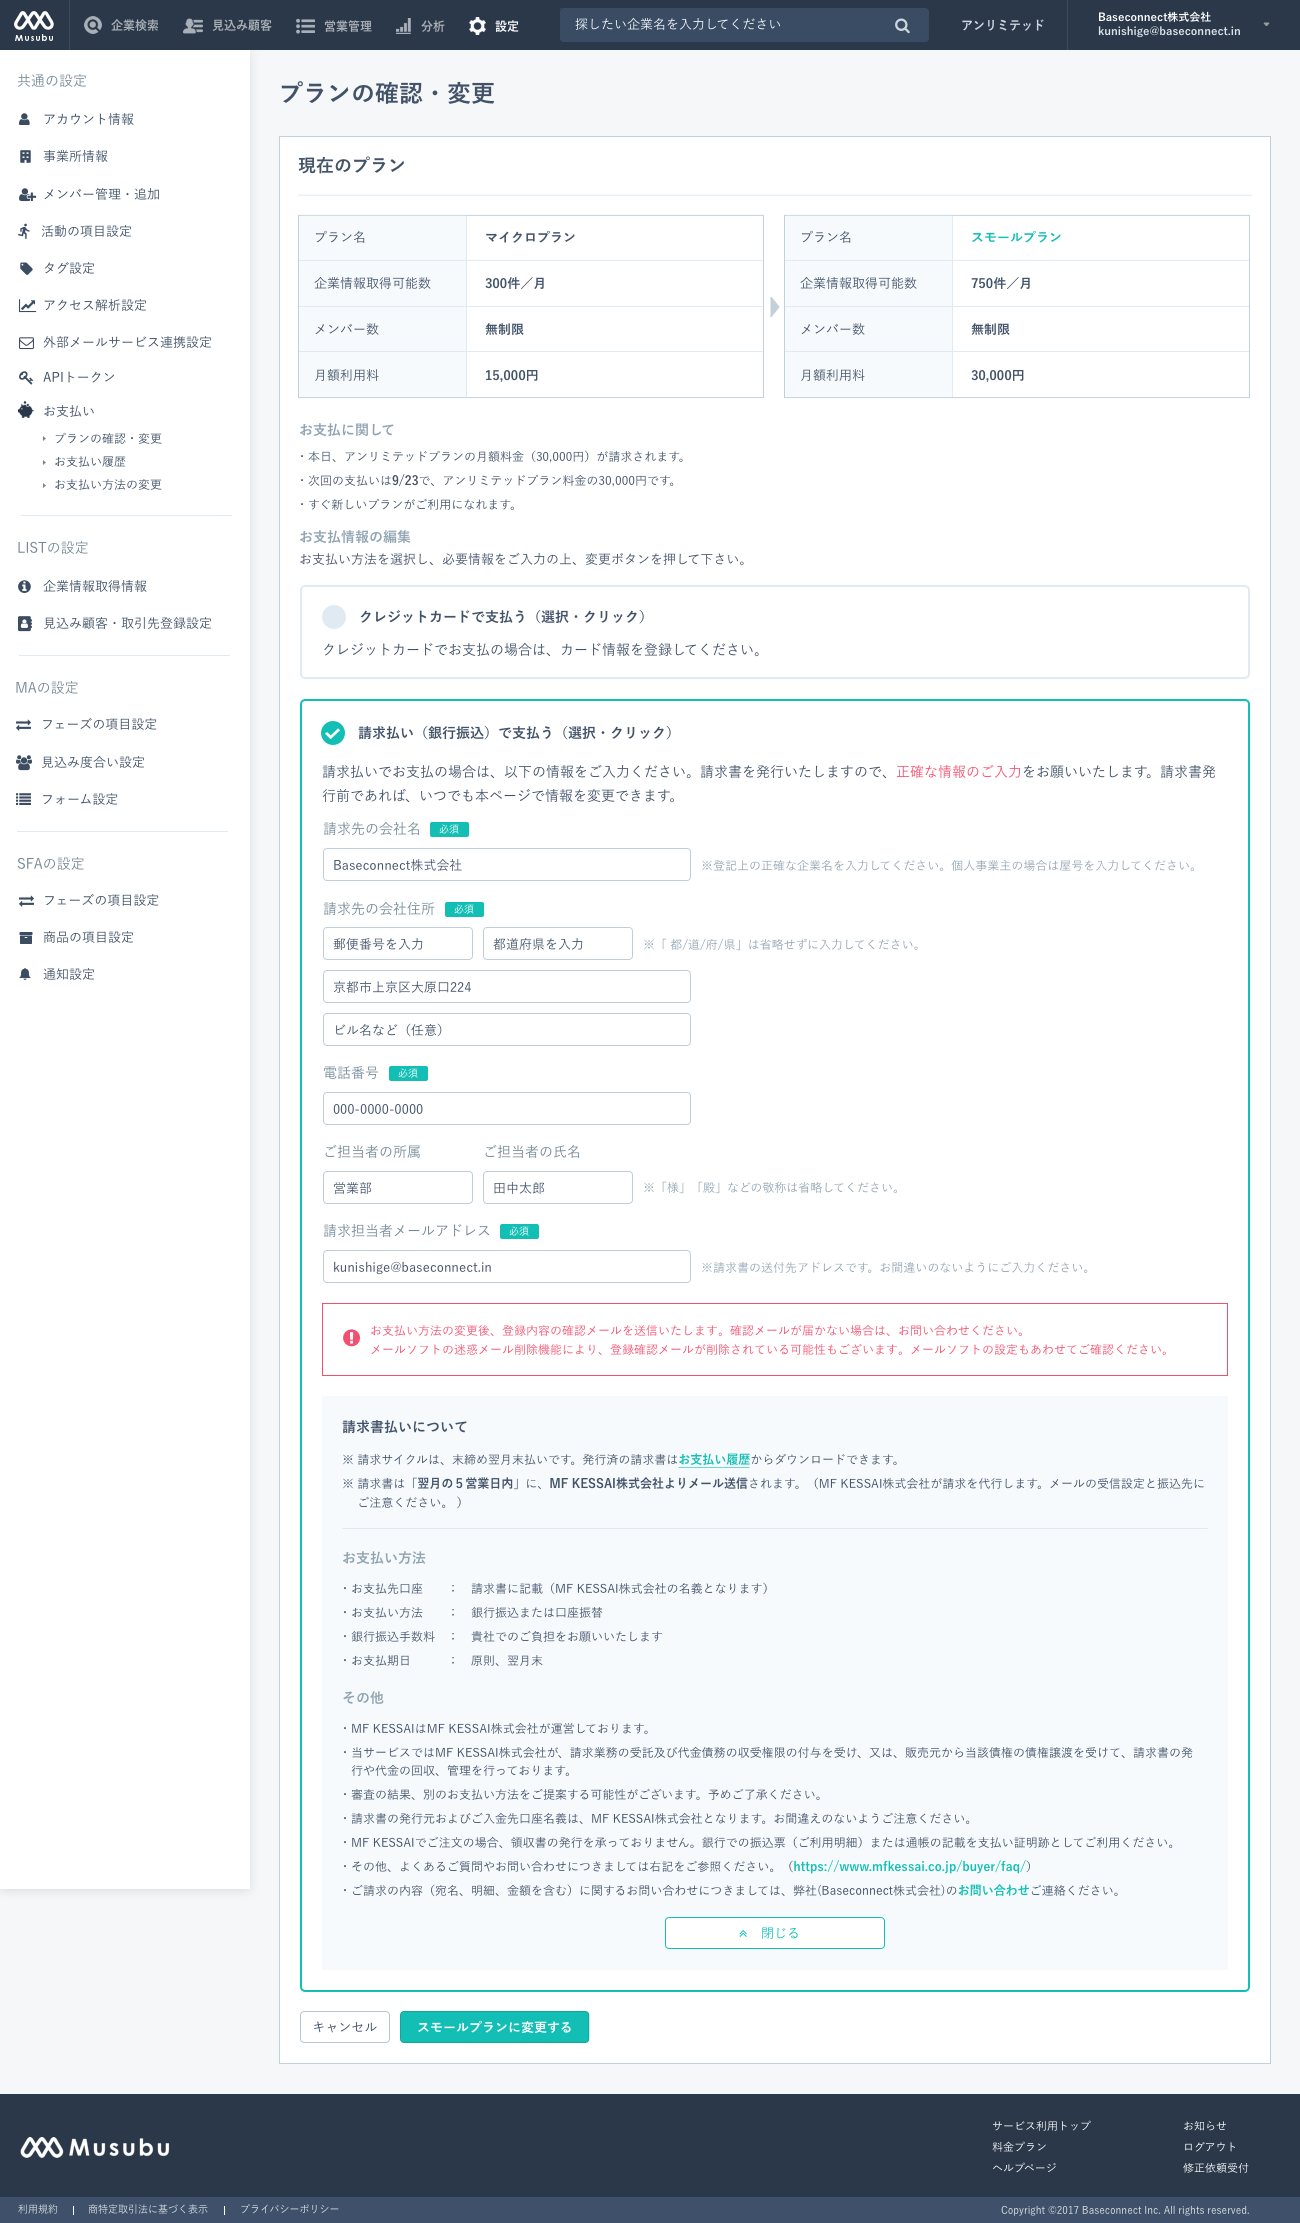 Musubu
企業検索
見込み顧客
営業管理
分析
設定
探したい企業名を入力してください
アンリミテッド
Baseconnect株式会社
kunishige@baseconnect.in
共通の設定
アカウント情報
事業所情報
メンバー管理・追加
活動の項目設定
タグ設定
アクセス解析設定
外部メールサービス連携設定
APIトークン
お支払い
プランの確認・変更
お支払い履歴
お支払い方法の変更
LISTの設定
企業情報取得情報
見込み顧客・取引先登録設定
MAの設定
フェーズの項目設定
見込み度合い設定
フォーム設定
SFAの設定
フェーズの項目設定
商品の項目設定
通知設定
プランの確認・変更
現在のプラン
プラン名 マイクロプラン
企業情報取得可能数 300件／月
メンバー数 無制限
月額利用料 15,000円
プラン名 スモールプラン
企業情報取得可能数 750件／月
メンバー数 無制限
月額利用料 30,000円
お支払に関して
・本日、アンリミテッドプランの月額料金（30,000円）が請求されます。
・次回の支払いは9/23で、アンリミテッドプラン料金の30,000円です。
・すぐ新しいプランがご利用になれます。
お支払情報の編集
お支払い方法を選択し、必要情報をご入力の上、変更ボタンを押して下さい。
クレジットカードで支払う（選択・クリック）
クレジットカードでお支払の場合は、カード情報を登録してください。
請求払い（銀行振込）で支払う（選択・クリック）
請求払いでお支払の場合は、以下の情報をご入力ください。請求書を発行いたしますので、正確な情報のご入力をお願いいたします。請求書発
行前であれば、いつでも本ページで情報を変更できます。
請求先の会社名 必須
Baseconnect株式会社 ※登記上の正確な企業名を入力してください。個人事業主の場合は屋号を入力してください。
請求先の会社住所 必須
郵便番号を入力 都道府県を入力 ※「 都/道/府/県」は省略せずに入力してください。
京都市上京区大原口224
ビル名など（任意）
電話番号 必須
000-0000-0000
ご担当者の所属 ご担当者の氏名
営業部 田中太郎 ※「様」「殿」などの敬称は省略してください。
請求担当者メールアドレス 必須
kunishige@baseconnect.in ※請求書の送付先アドレスです。お間違いのないようにご入力ください。
お支払い方法の変更後、登録内容の確認メールを送信いたします。確認メールが届かない場合は、お問い合わせください。
メールソフトの迷惑メール削除機能により、登録確認メールが削除されている可能性もございます。メールソフトの設定もあわせてご確認ください。
請求書払いについて
※ 請求サイクルは、末締め翌月末払いです。発行済の請求書はお支払い履歴からダウンロードできます。
※ 請求書は「翌月の５営業日内」に、MF KESSAI株式会社よりメール送信されます。（MF KESSAI株式会社が請求を代行します。メールの受信設定と振込先に
ご注意ください。 ）
お支払い方法
・お支払先口座 ： 請求書に記載（MF KESSAI株式会社の名義となります）
・お支払い方法 ： 銀行振込または口座振替
・銀行振込手数料 ： 貴社でのご負担をお願いいたします
・お支払期日 ： 原則、翌月末
その他
・MF KESSAIはMF KESSAI株式会社が運営しております。
・当サービスではMF KESSAI株式会社が、請求業務の受託及び代金債務の収受権限の付与を受け、又は、販売元から当該債権の債権譲渡を受けて、請求書の発
行や代金の回収、管理を行っております。
・審査の結果、別のお支払い方法をご提案する可能性がございます。予めご了承ください。
・請求書の発行元およびご入金先口座名義は、MF KESSAI株式会社となります。お間違えのないようご注意ください。
・MF KESSAIでご注文の場合、領収書の発行を承っておりません。銀行での振込票（ご利用明細）または通帳の記載を支払い証明跡としてご利用ください。
・その他、よくあるご質問やお問い合わせにつきましては右記をご参照ください。（https://www.mfkessai.co.jp/buyer/faq/）
・ご請求の内容（宛名、明細、金額を含む）に関するお問い合わせにつきましては、弊社(Baseconnect株式会社)のお問い合わせご連絡ください。
閉じる
キャンセル
スモールプランに変更する
Musubu
サービス利用トップ お知らせ
料金プラン ログアウト
ヘルプページ 修正依頼受付
利用規約 | 商特定取引法に基づく表示 | プライバシーポリシー
Copyright ©2017 Baseconnect Inc. All rights reserved.